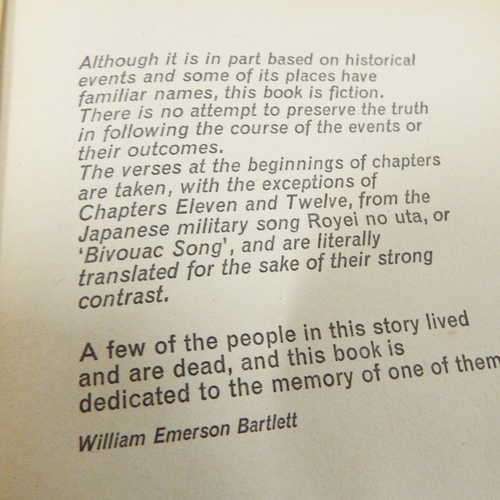 Although it is in part based on historical
events and some of its places have
familiar names, this book is fiction.
There is no attempt to preserve the truth
in following the course of the events or
their outcomes.
The verses at the beginnings of chapters
are taken, with the exceptions of
Chapters Eleven and Twelve, from the
Japanese military song Royei no uta, or
‘Bivouac Song’, and are literally
translated for the sake of their strong
contrast.
A few of the people in this story lived
and are dead, and this book is
dedicated to the memory of one of them
William Emerson Bartlett